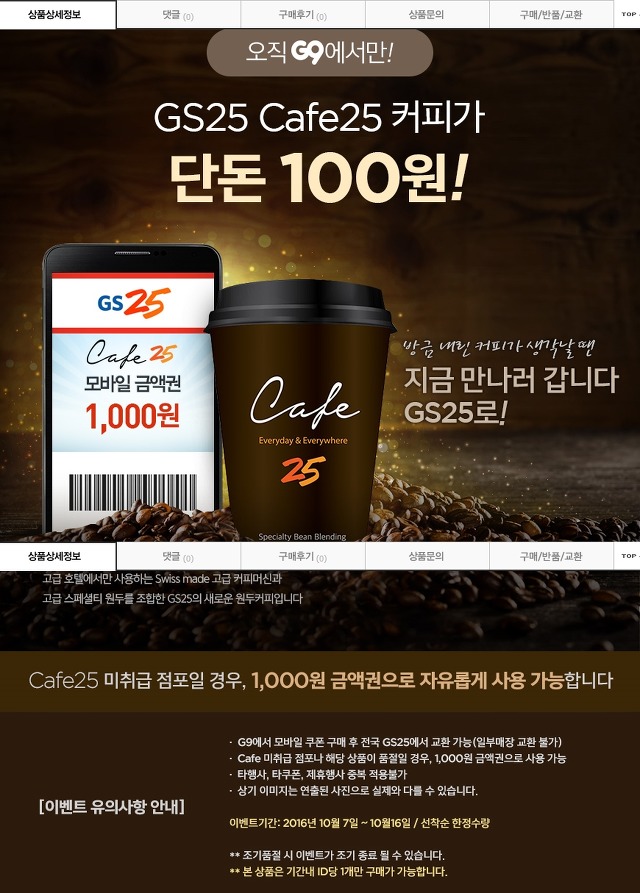 상품상세정보 댓글 (0) 구매후기 (0) 상품문의 구매/반품/교환 TOP
오직 G9에서만!
GS25 Cafe25 커피가
단돈 100원!
GS25
Cafe25
모바일 금액권
1,000원
Cafe
Everyday & Everywhere
25
Specialty Bean Blending
방금 내린 커피가 생각날 땐
지금 만나러 갑니다
GS25로!
상품상세정보 댓글 (0) 구매후기 (0) 상품문의 구매/반품/교환 TOP
고급 호텔에서만 사용하는 Swiss made 고급 커피머신과
고급 스페셜티 원두를 조합한 GS25의 새로운 원두커피입니다
Cafe25 미취급 점포일 경우, 1,000원 금액권으로 자유롭게 사용 가능합니다
[이벤트 유의사항 안내]
· G9에서 모바일 쿠폰 구매 후 전국 GS25에서 교환 가능(일부매장 교환 불가)
· Cafe 미취급 점포나 해당 상품이 품절일 경우, 1,000원 금액권으로 사용 가능
· 타행사, 타쿠폰, 제휴행사 중복 적용불가
· 상기 이미지는 연출된 사진으로 실제와 다를 수 있습니다.
이벤트기간: 2016년 10월 7일 ~ 10월16일 / 선착순 한정수량
** 조기품절 시 이벤트가 조기 종료 될 수 있습니다.
** 본 상품은 기간내 ID당 1개만 구매가 가능합니다.